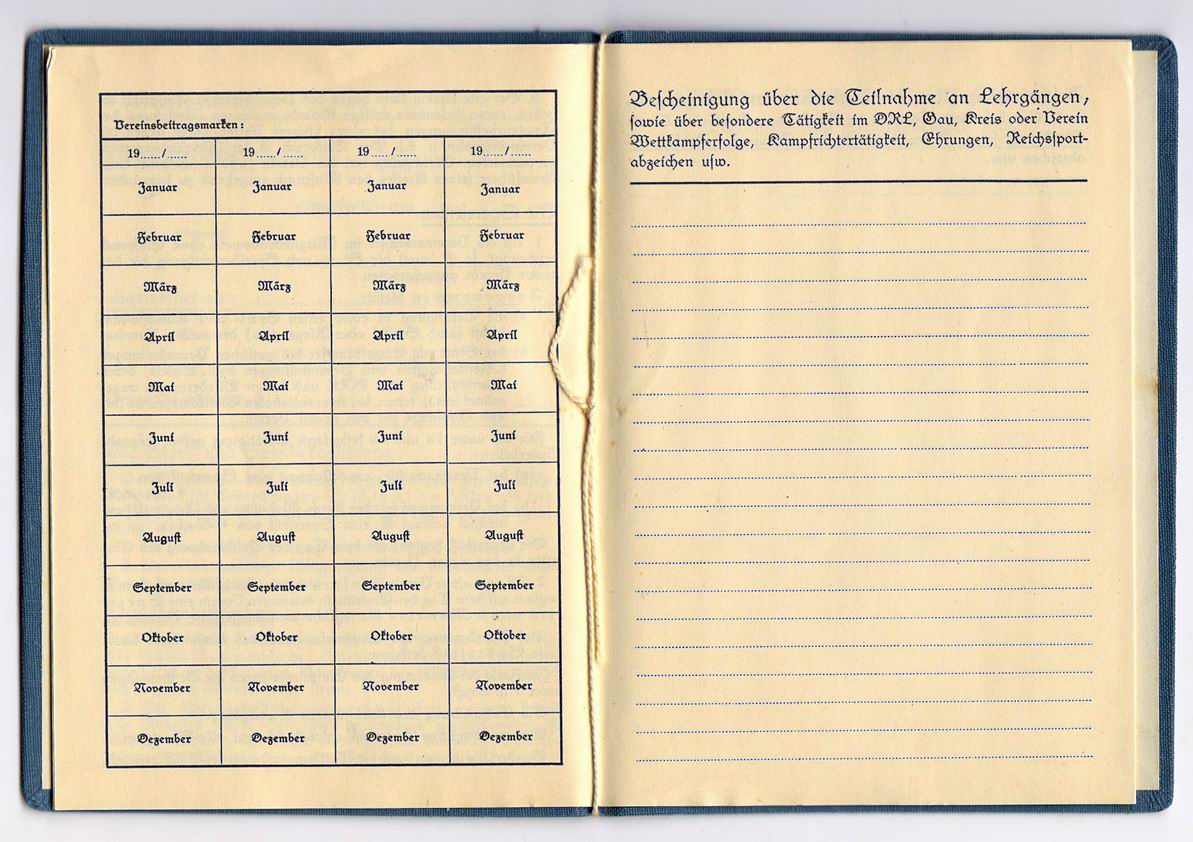 Vereinsbeitragsmarken:
19...../..... 19...../..... 19...../..... 19...../.....
Januar Januar Januar Januar
Februar Februar Februar Februar
März März März März
April April April April
Mai Mai Mai Mai
Juni Juni Juni Juni
Juli Juli Juli Juli
August August August August
September September September September
Oktober Oktober Oktober Oktober
November November November November
Dezember Dezember Dezember Dezember
Bescheinigung über die Teilnahme an Lehrgängen,
sowie über besondere Tätigkeit im DRL, Gau, Kreis oder Verein
Wettkampferfolge, Kampfrichtertätigkeit, Ehrungen, Reichssport-
abzeichen usw.